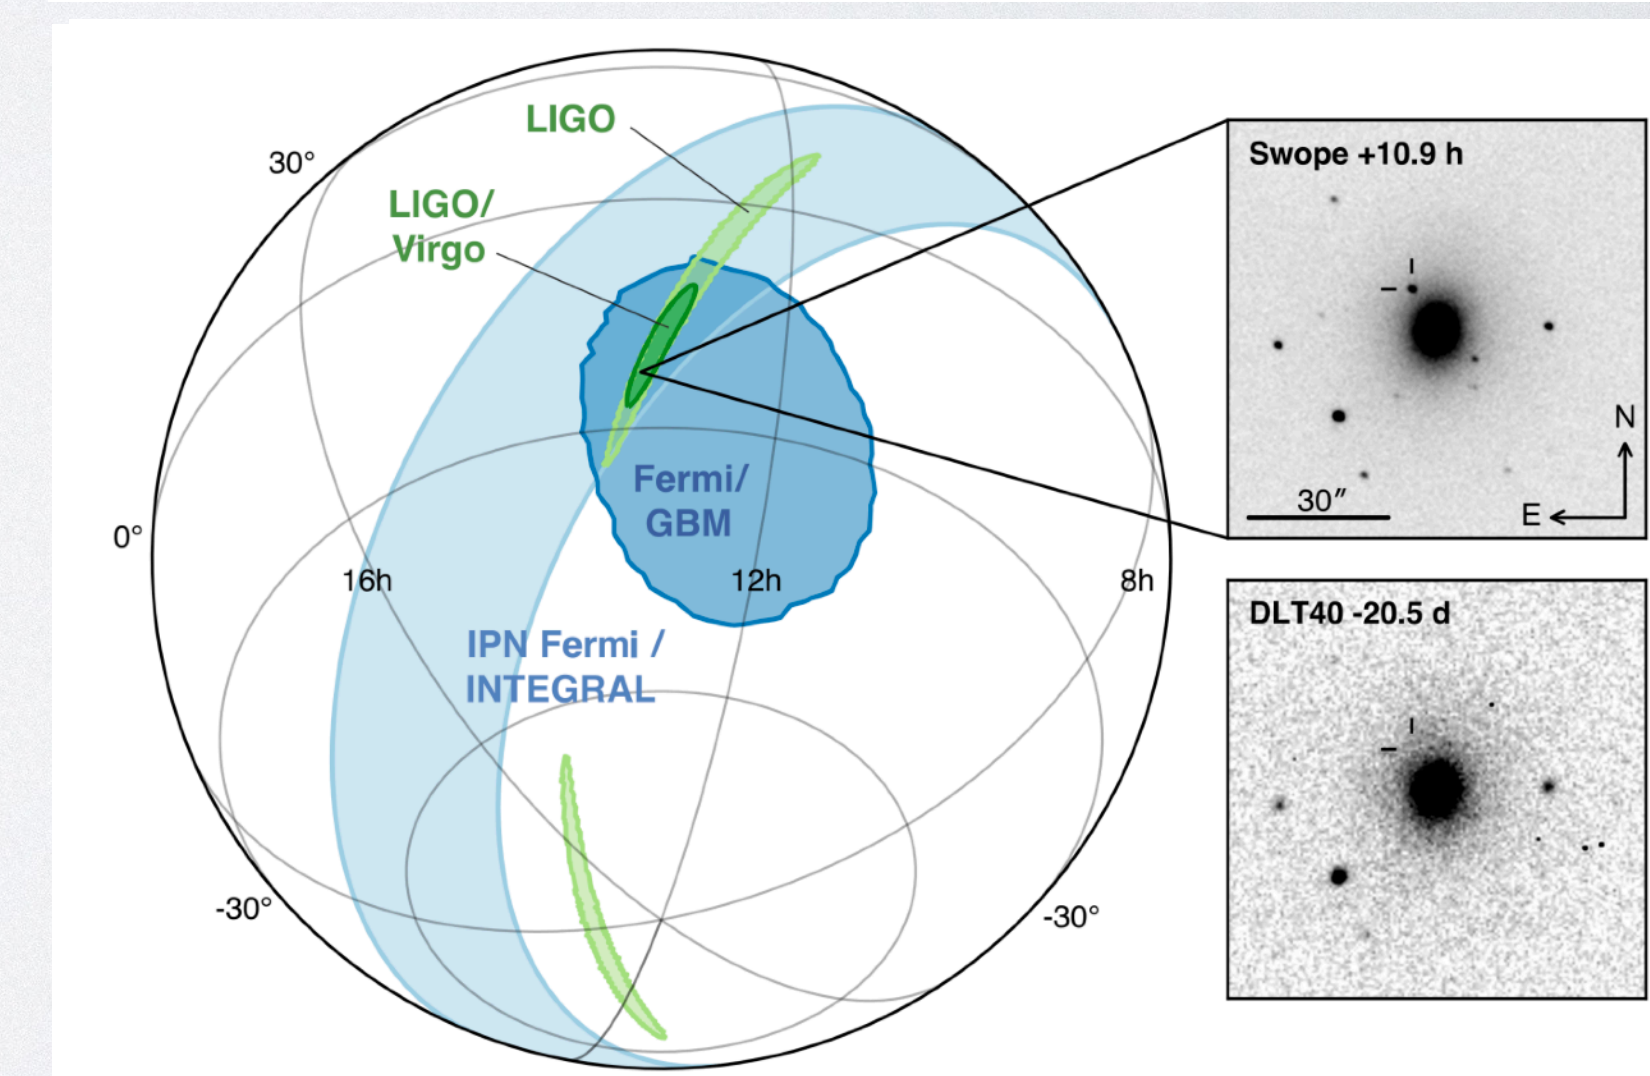 LIGO
30°
LIGO/
Virgo
Fermi/
GBM
0°
16h
12h
8h
IPN Fermi /
INTEGRAL
-30°
-30°
Swope +10.9 h
N
30″
E
DLT40 -20.5 d